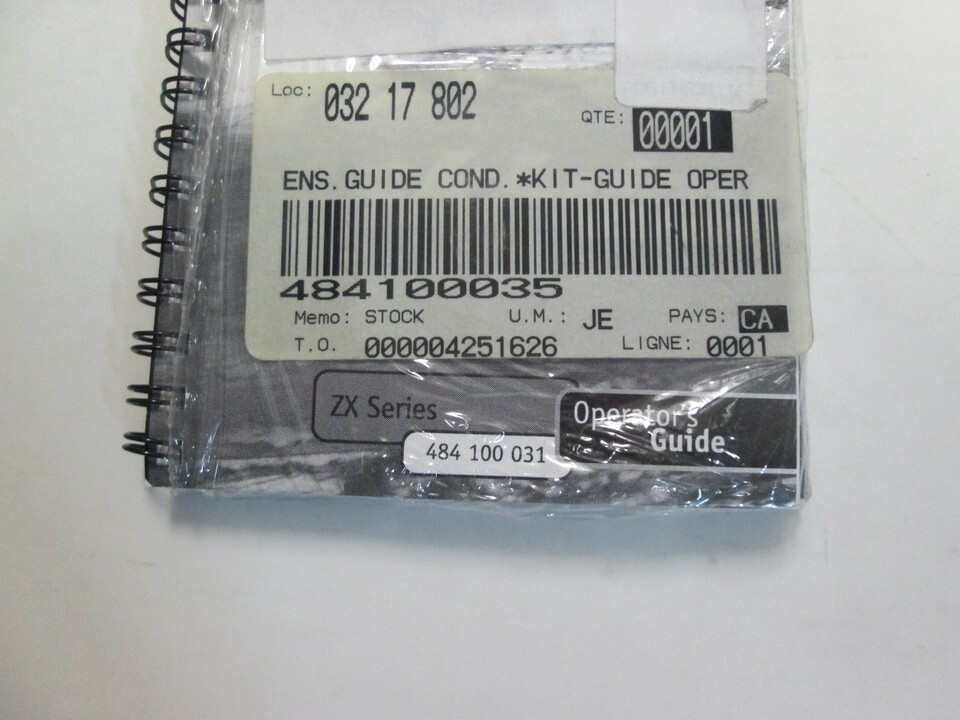 Loc: 032 17 802
QTE: 00001
ENS.GUIDE COND.*KIT-GUIDE OPER
484100035
Memo: STOCK U.M.: JE PAYS: CA
T.O. 000004251626 LIGNE: 0001
ZX Series
Operator's
Guide
484 100 031